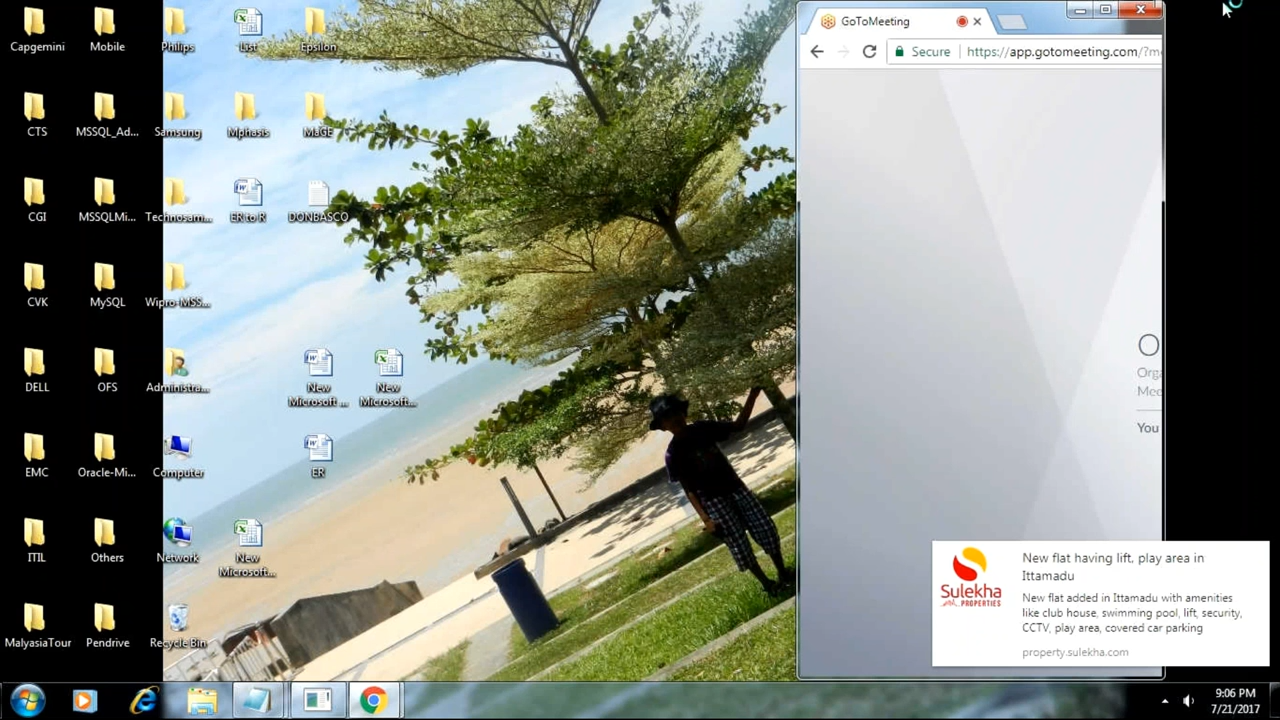 Capgemini
Mobile
Philips
List
Epsilon
CTS
MSSQL_Ad...
Samsung
Mphasis
MaGE
CGI
MSSQLMi...
Technosam...
ER to R
DONBASCO
CVK
MySQL
Wipro-MSS...
DELL
OFS
Administra...
New
Microsoft ...
New
Microsoft...
EMC
Oracle-Mi...
Computer
ER
ITIL
Others
Network
New
Microsoft...
MalyasiaTour
Pendrive
Recycle Bin
GoToMeeting
Secure
https://app.gotomeeting.com/?m
O
Orga
Mee
You
Sulekha
PROPERTIES
New flat having lift, play area in
Ittamadu
New flat added in Ittamadu with amenities
like club house, swimming pool, lift, security,
CCTV, play area, covered car parking
property.sulekha.com
9:06 PM
7/21/2017